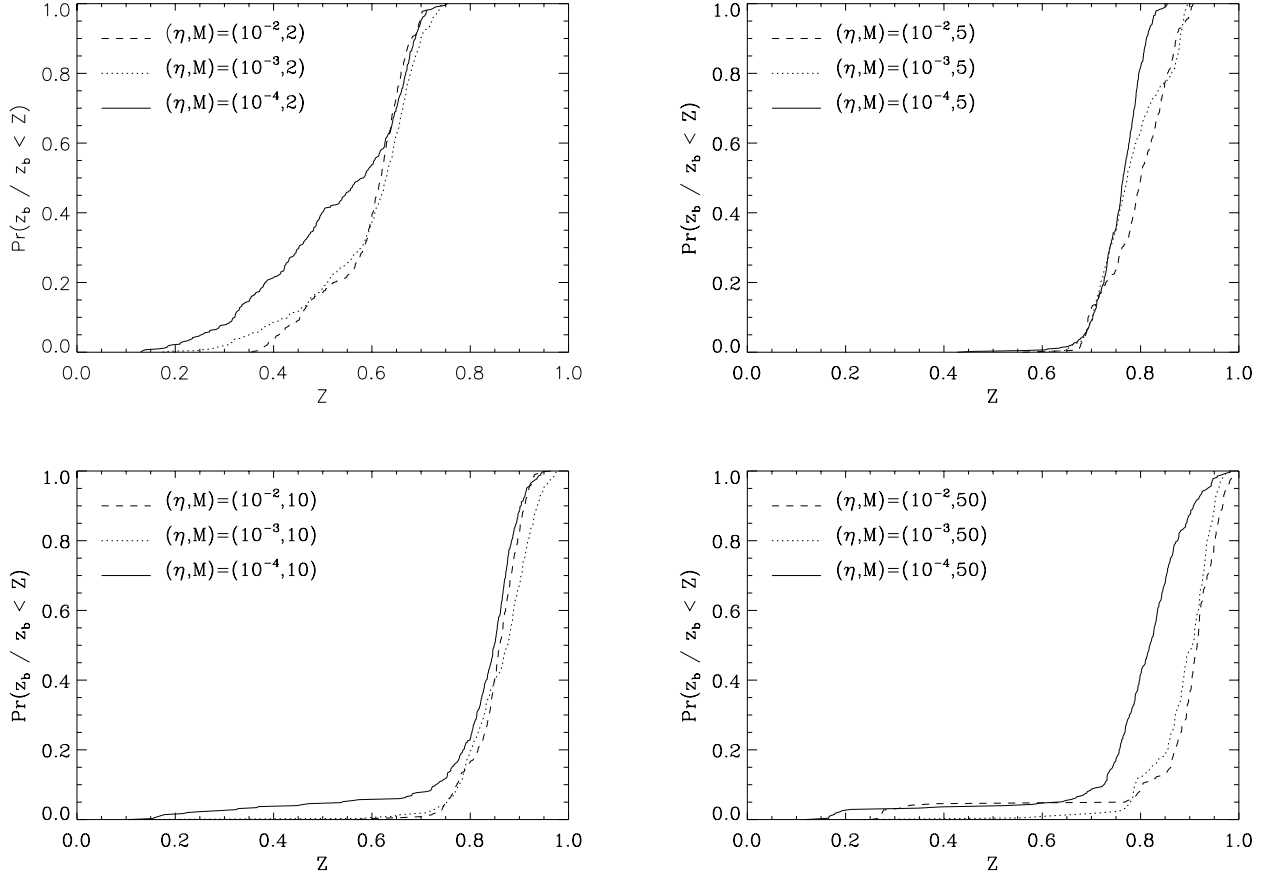 (η,M)=(10⁻²,2)
(η,M)=(10⁻³,2)
(η,M)=(10⁻⁴,2)
Pr(z_b / z_b < Z)
1.0
0.8
0.6
0.4
0.2
0.0
0.0 0.2 0.4 0.6 0.8 1.0
Z
(η,M)=(10⁻²,5)
(η,M)=(10⁻³,5)
(η,M)=(10⁻⁴,5)
Pr(z_b / z_b < Z)
1.0
0.8
0.6
0.4
0.2
0.0
0.0 0.2 0.4 0.6 0.8 1.0
Z
(η,M)=(10⁻²,10)
(η,M)=(10⁻³,10)
(η,M)=(10⁻⁴,10)
Pr(z_b / z_b < Z)
1.0
0.8
0.6
0.4
0.2
0.0
0.0 0.2 0.4 0.6 0.8 1.0
Z
(η,M)=(10⁻²,50)
(η,M)=(10⁻³,50)
(η,M)=(10⁻⁴,50)
Pr(z_b / z_b < Z)
1.0
0.8
0.6
0.4
0.2
0.0
0.0 0.2 0.4 0.6 0.8 1.0
Z